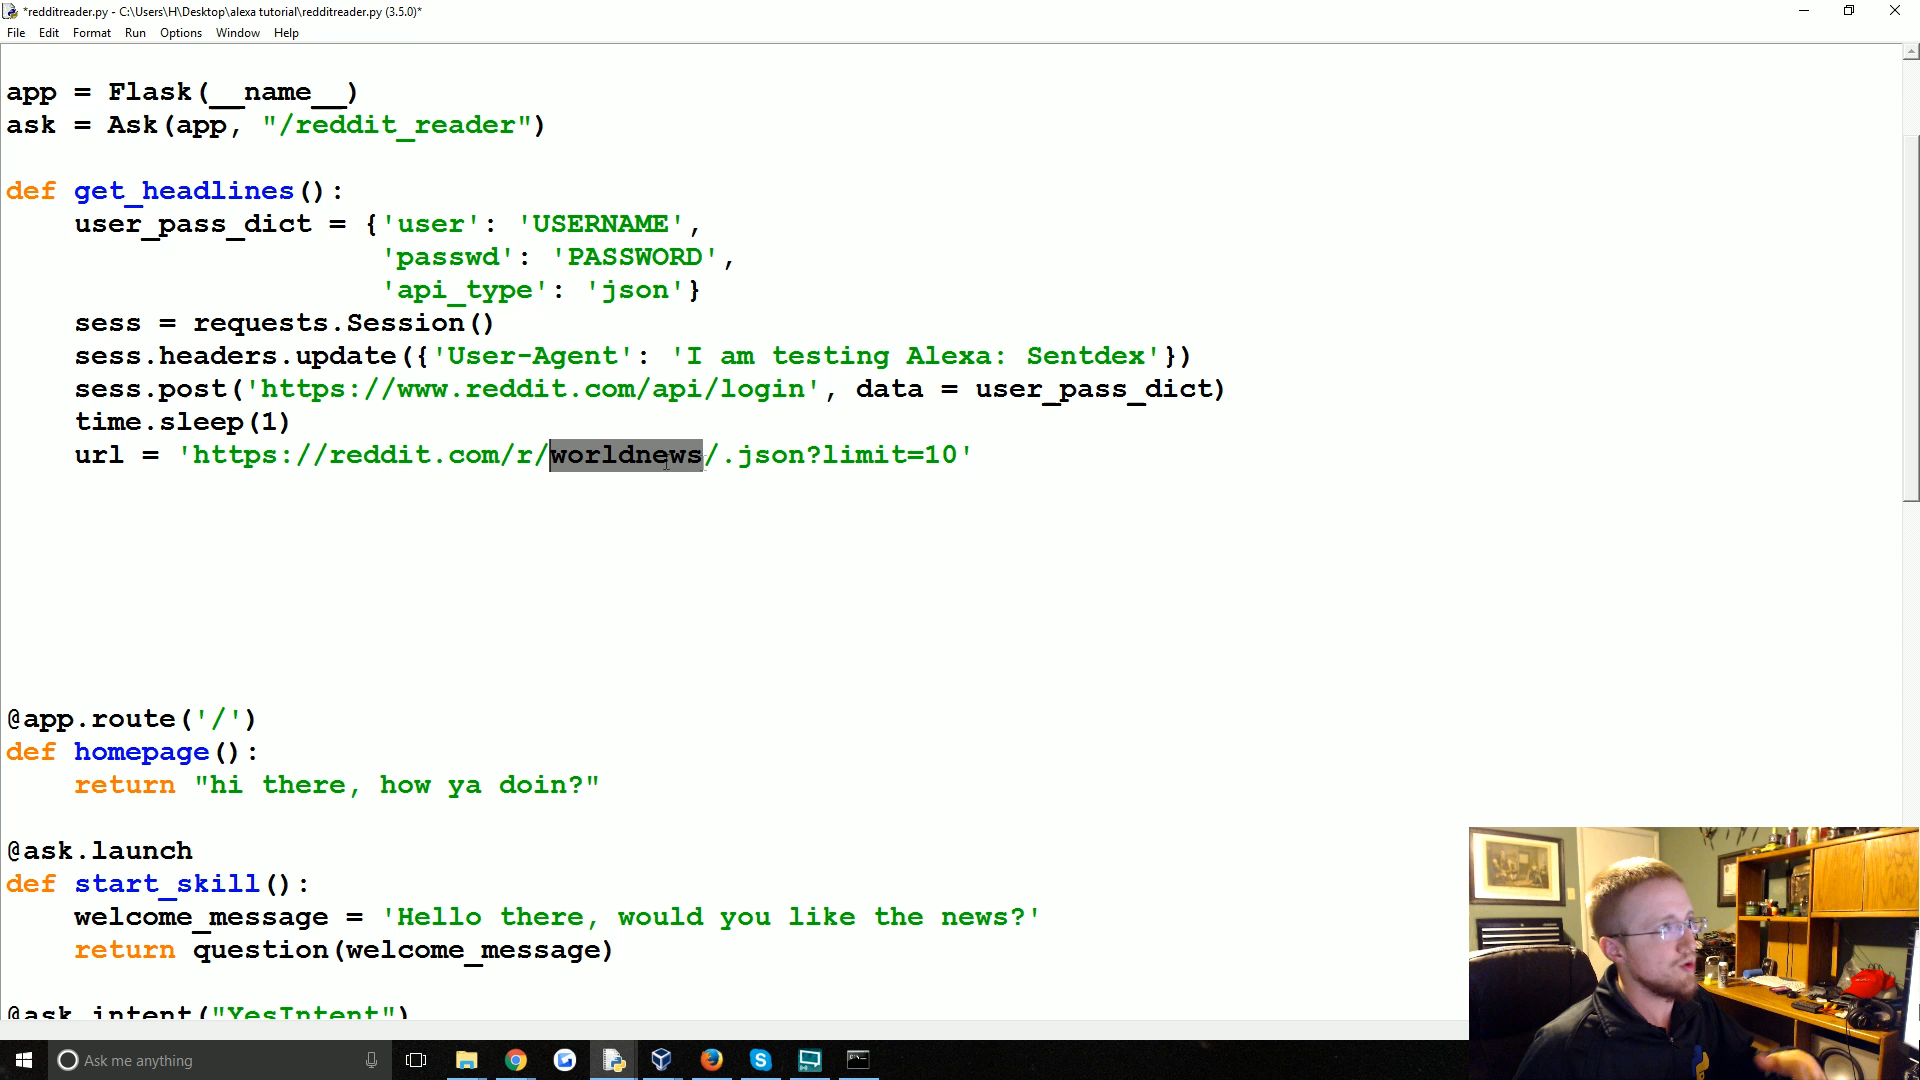 *redditreader.py - C:\Users\H\Desktop\alexa tutorial\redditreader.py (3.5.0)*
File Edit Format Run Options Window Help
app = Flask(__name__)
ask = Ask(app, "/reddit_reader")
def get_headlines():
user_pass_dict = {'user': 'USERNAME',
'passwd': 'PASSWORD',
'api_type': 'json'}
sess = requests.Session()
sess.headers.update({'User-Agent': 'I am testing Alexa: Sentdex'})
sess.post('https://www.reddit.com/api/login', data = user_pass_dict)
time.sleep(1)
url = 'https://reddit.com/r/worldnews/.json?limit=10'
@app.route('/')
def homepage():
return "hi there, how ya doin?"
@ask.launch
def start_skill():
welcome_message = 'Hello there, would you like the news?'
return question(welcome_message)
@ask.intent("YesIntent")
Ask me anything